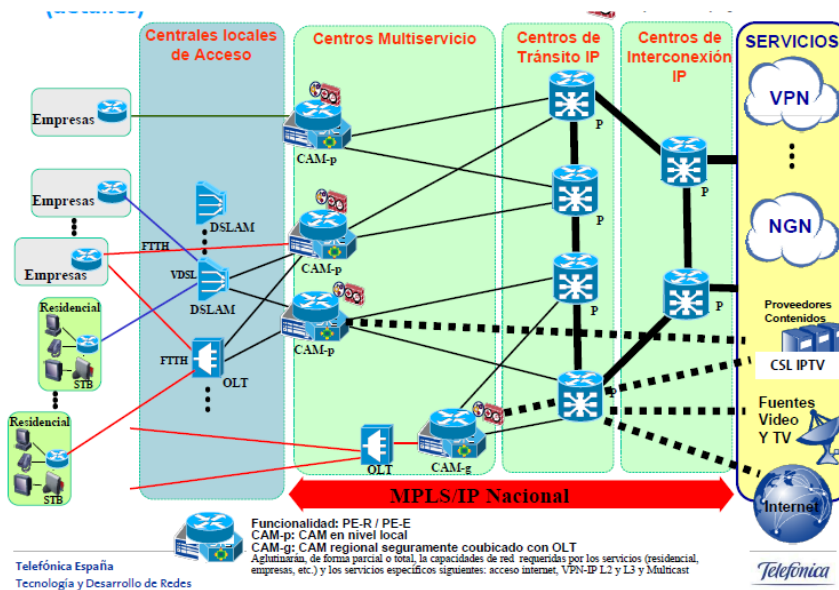 (detalles)
Centrales locales
de Acceso
Centros Multiservicio
Centros de
Tránsito IP
Centros de
Interconexión
IP
SERVICIOS
Empresas
CAM-p
P
P
VPN
Empresas
DSLAM
CAM-p
P
NGN
FTTH
Empresas
VDSL
DSLAM
CAM-p
P
P
Residencial
STB
FTTH
OLT
Proveedores
Contenidos
CSL IPTV
P
Residencial
STB
OLT
CAM-g
Fuentes
Video
Y TV
MPLS/IP Nacional
Internet
Funcionalidad: PE-R / PE-E
CAM-p: CAM en nivel local
CAM-g: CAM regional seguramente coubicado con OLT
Aglutinarán, de forma parcial o total, la capacidades de red requeridas por los servicios (residencial,
empresas, etc.) y los servicios específicos siguientes: acceso internet, VPN-IP L2 y L3 y Multicast
Telefónica España
Tecnología y Desarrollo de Redes
Telefónica